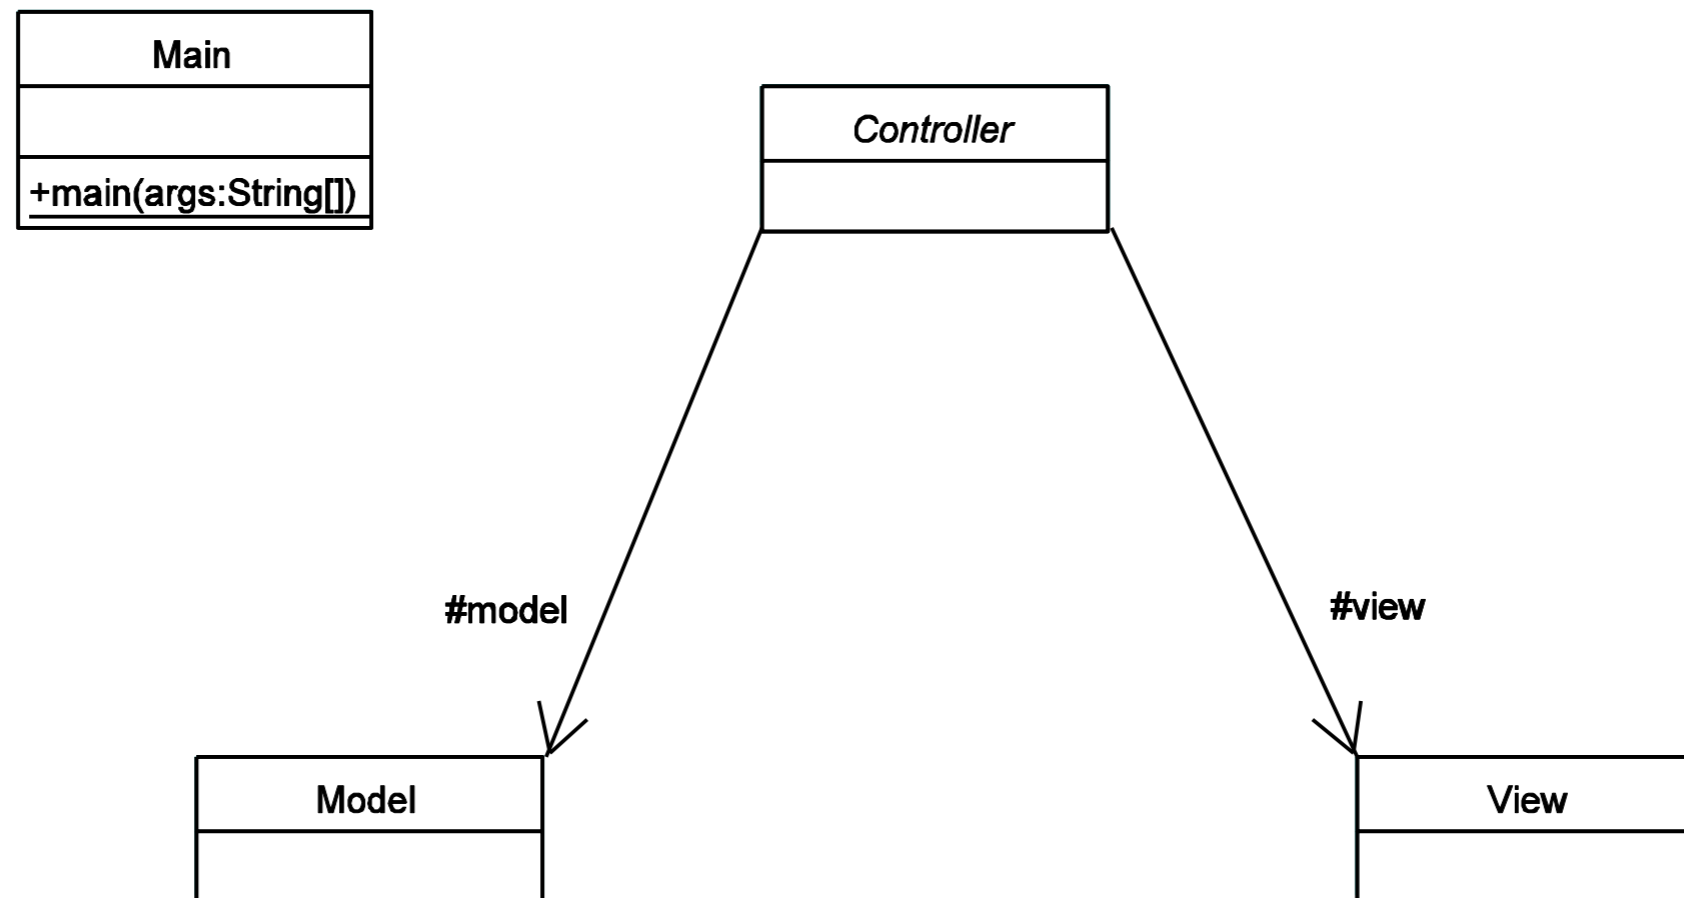 Main
+main(args:String[])
Controller
#model
#view
Model
View